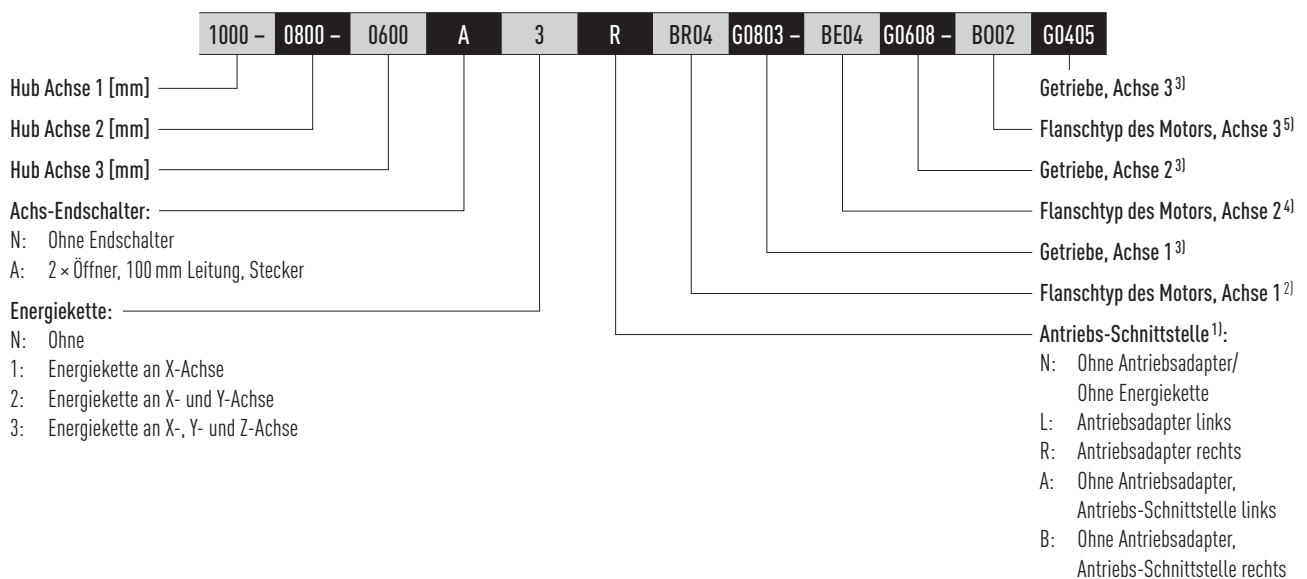 1000 – 0800 – 0600 A 3 R BR04 G0803 – BE04 G0608 – B002 G0405
Hub Achse 1 [mm]
Hub Achse 2 [mm]
Hub Achse 3 [mm]
Achs-Endschalter:
N: Ohne Endschalter
A: 2 × Öffner, 100 mm Leitung, Stecker
Energiekette:
N: Ohne
1: Energiekette an X-Achse
2: Energiekette an X- und Y-Achse
3: Energiekette an X-, Y- und Z-Achse
Getriebe, Achse 3 3)
Flanschtyp des Motors, Achse 3 5)
Getriebe, Achse 2 3)
Flanschtyp des Motors, Achse 2 4)
Getriebe, Achse 1 3)
Flanschtyp des Motors, Achse 1 2)
Antriebs-Schnittstelle 1):
N: Ohne Antriebsadapter/
Ohne Energiekette
L: Antriebsadapter links
R: Antriebsadapter rechts
A: Ohne Antriebsadapter,
Antriebs-Schnittstelle links
B: Ohne Antriebsadapter,
Antriebs-Schnittstelle rechts